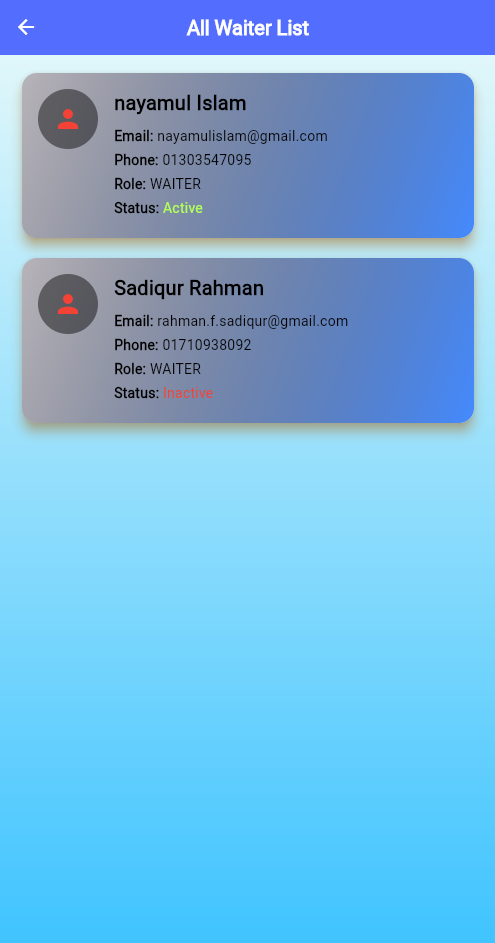 All Waiter List
nayamul Islam
Email: nayamulislam@gmail.com
Phone: 01303547095
Role: WAITER
Status: Active
Sadiqur Rahman
Email: rahman.f.sadiqur@gmail.com
Phone: 01710938092
Role: WAITER
Status: Inactive